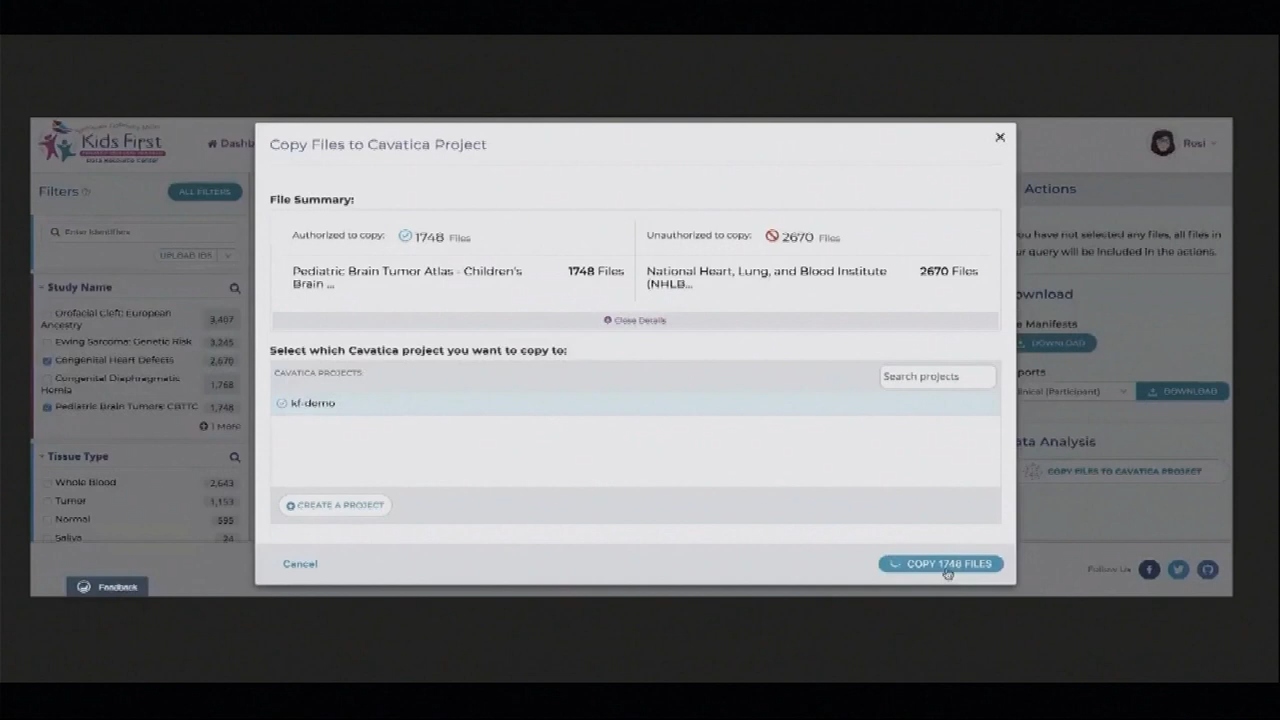 Kids First
Data Resource Center
Dashb
Rusi
Filters
ALL FILTERS
Enter Identifiers
UPLOAD IDS
Study Name
Orofacial Cleft: European
Ancestry
3,407
Ewing Sarcoma: Genetic Risk
3,245
Congenital Heart Defects
2,670
Congenital Diaphragmatic
Hernia
1,768
Pediatric Brain Tumors: CBTTC
1,748
1 More
Tissue Type
Whole Blood
2,643
Tumor
1,153
Normal
595
Saliva
24
Feedback
Copy Files to Cavatica Project
File Summary:
Authorized to copy: 1748 Files
Unauthorized to copy: 2670 Files
Pediatric Brain Tumor Atlas - Children's
Brain ...
1748 Files
National Heart, Lung, and Blood Institute
(NHLB...
2670 Files
Close Details
Select which Cavatica project you want to copy to:
CAVATICA PROJECTS
Search projects
kf-demo
CREATE A PROJECT
Cancel
COPY 1748 FILES
Actions
you have not selected any files, all files in
our query will be included in the actions.
ownload
e Manifests
DOWNLOAD
ports
linical (Participant)
DOWNLOAD
ata Analysis
COPY FILES TO CAVATICA PROJECT
Follow Us